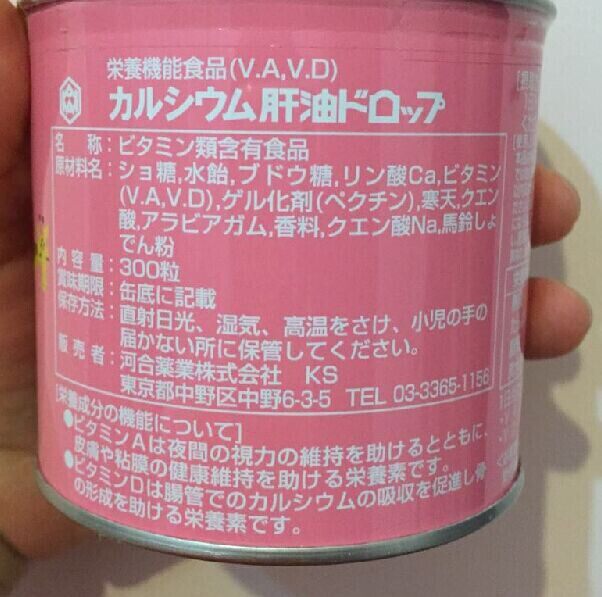 栄養機能食品(V.A,V.D)
カルシウム肝油ドロップ
名 称:ビタミン類含有食品
原材料名:ショ糖,水飴,ブドウ糖,リン酸Ca,ビタミン
(V.A,V.D),ゲル化剤(ペクチン),寒天,クエン
酸,アラビアガム,香料,クエン酸Na,馬鈴しょ
でん粉
内 容 量:300粒
賞味期限:缶底に記載
保存方法:直射日光、湿気、高温をさけ、小児の手の
届かない所に保管してください。
販 売 者:河合薬業株式会社 KS
東京都中野区中野6-3-5 TEL 03-3365-1156
[栄養成分の機能について]
●ビタミンAは夜間の視力の維持を助けるとともに、
皮膚や粘膜の健康維持を助ける栄養素です。
●ビタミンDは腸管でのカルシウムの吸収を促進し骨
の形成を助ける栄養素です。